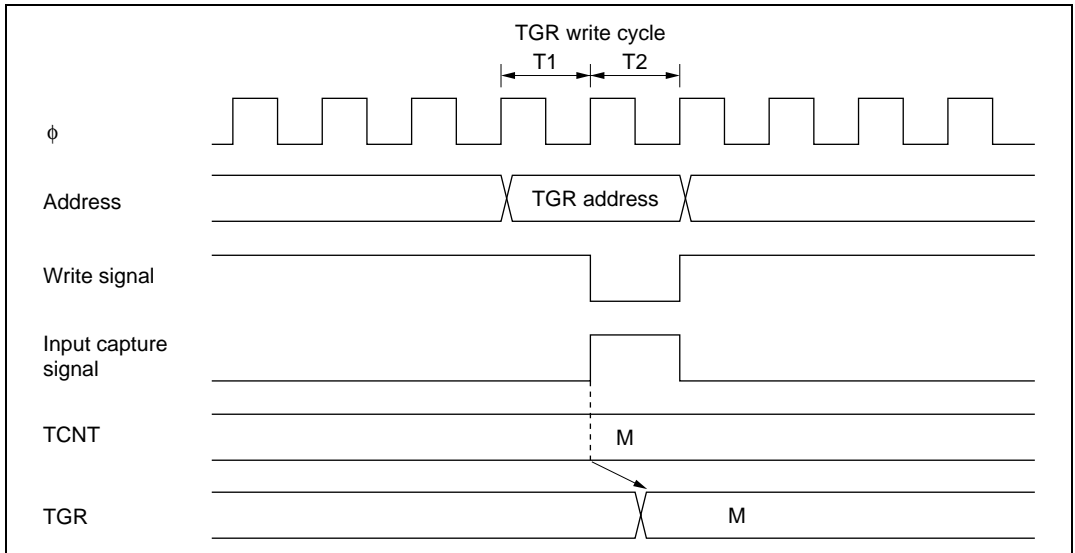 TGR write cycle
T1 T2
ϕ
Address TGR address
Write signal
Input capture
signal
TCNT M
TGR M